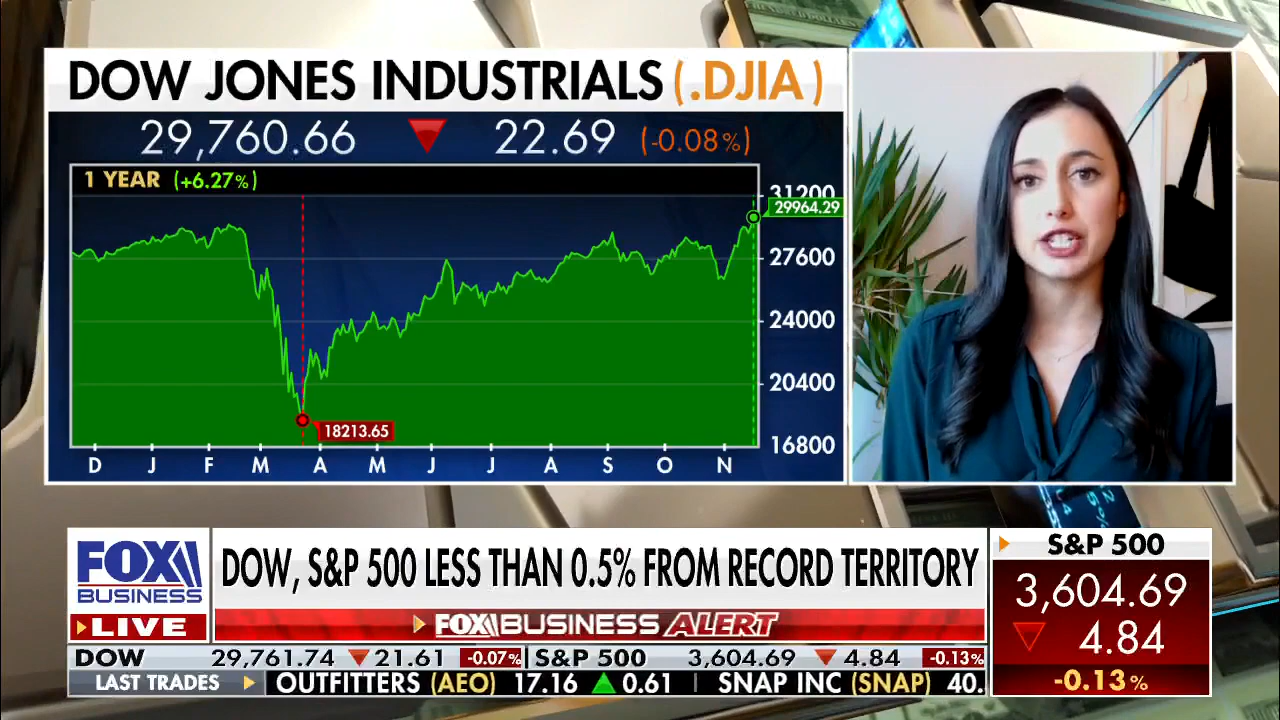 DOW JONES INDUSTRIALS (.DJIA)
29,760.66 ▼ 22.69 (-0.08%)
1 YEAR (+6.27%)
31200
29964.29
27600
24000
20400
18213.65
16800
D J F M A M J J A S O N
FOX BUSINESS
LIVE
DOW, S&P 500 LESS THAN 0.5% FROM RECORD TERRITORY
FOX BUSINESS ALERT
S&P 500
3,604.69
▽ 4.84
-0.13%
DOW 29,761.74 ▼ 21.61 -0.07% S&P 500 3,604.69 ▼ 4.84 -0.13%
LAST TRADES OUTFITTERS (AEO) 17.16 ▲ 0.61 | SNAP INC (SNAP) 40.